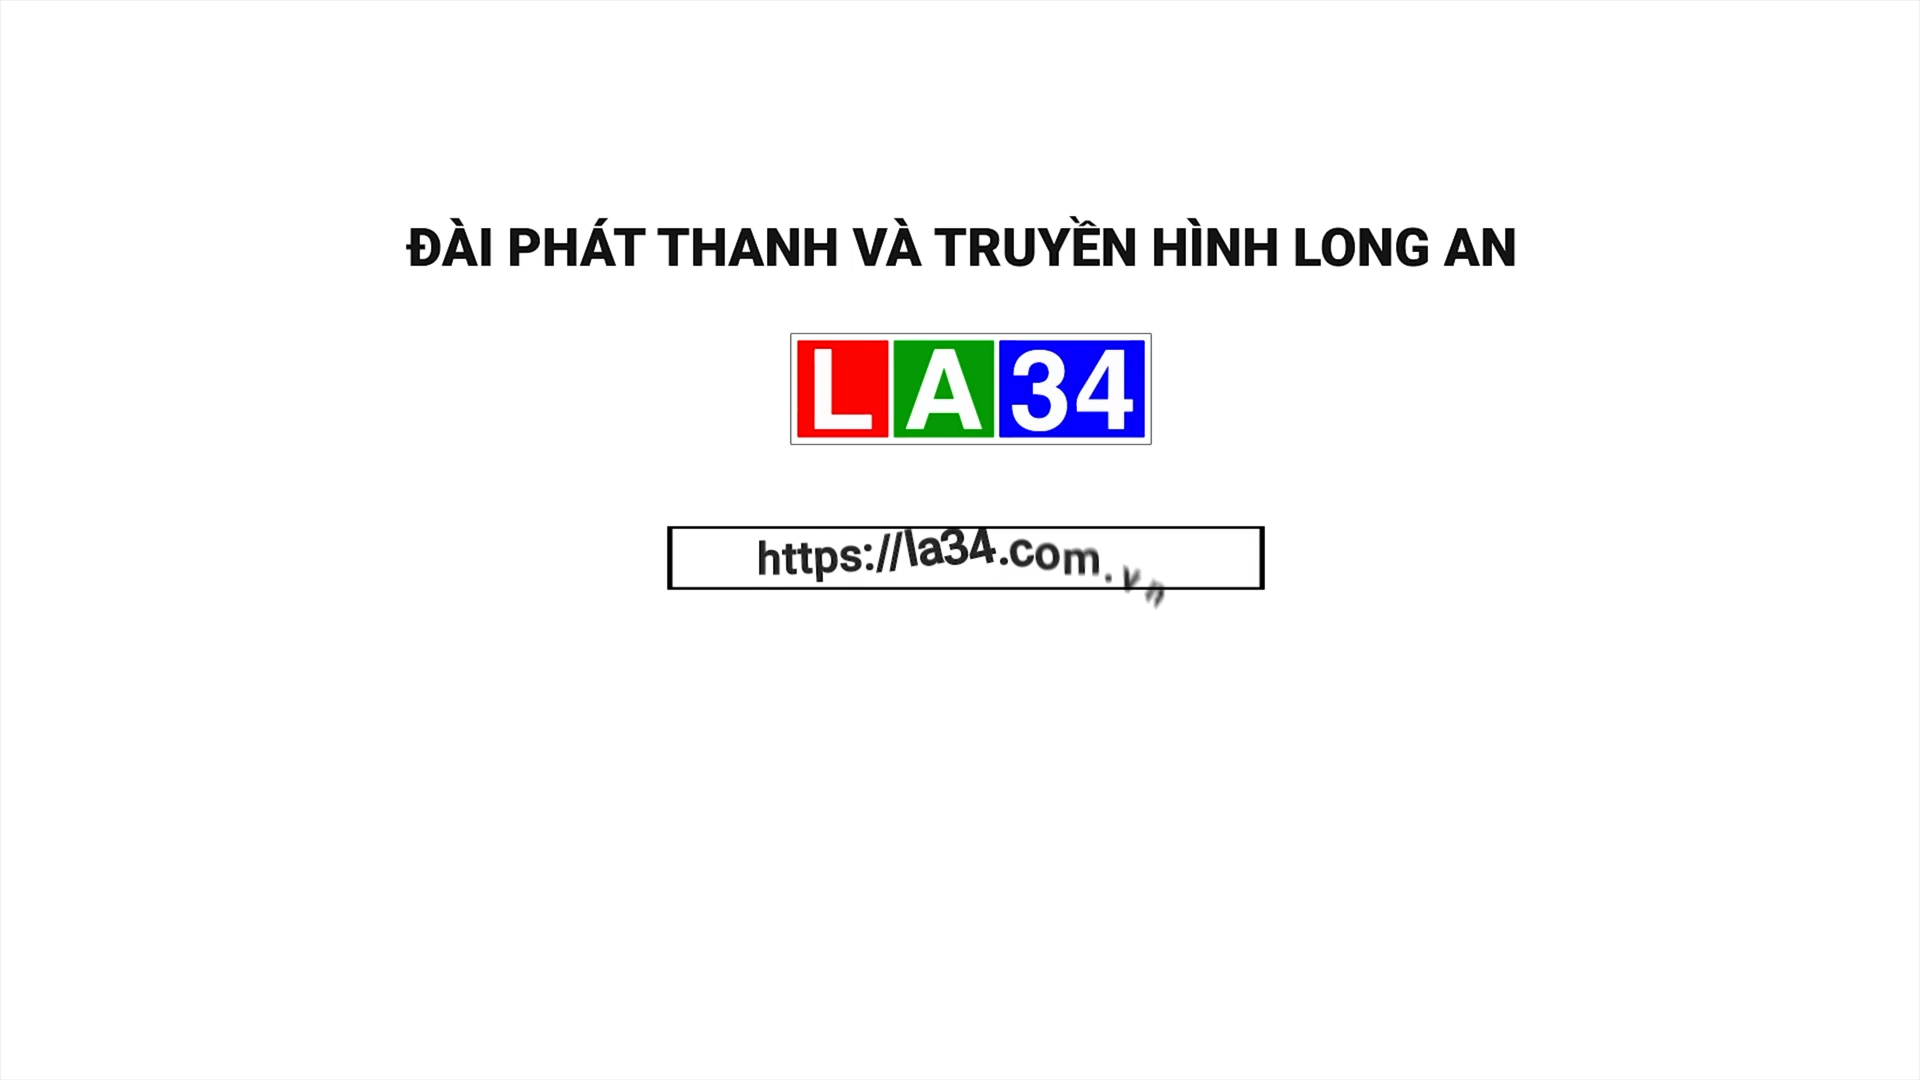 ĐÀI PHÁT THANH VÀ TRUYỀN HÌNH LONG AN
LA34
https://la34.com.vn